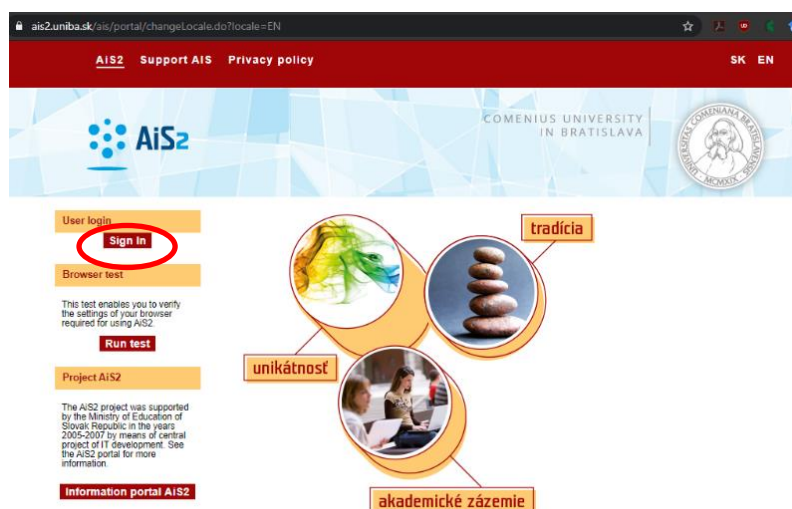 ais2.uniba.sk/ais/portal/changeLocale.do?locale=EN
AiS2 Support AIS Privacy policy
SK EN
AiS2
COMENIUS UNIVERSITY
IN BRATISLAVA
User login
Sign In
Browser test
This test enables you to verify
the settings of your browser
required for using AiS2.
Run test
Project AiS2
The AiS2 project was supported
by the Ministry of Education of
Slovak Republic in the years
2005-2007 by means of central
project of IT development. See
the AiS2 portal for more
information.
Information portal AiS2
tradícia
unikátnosť
akademické zázemie